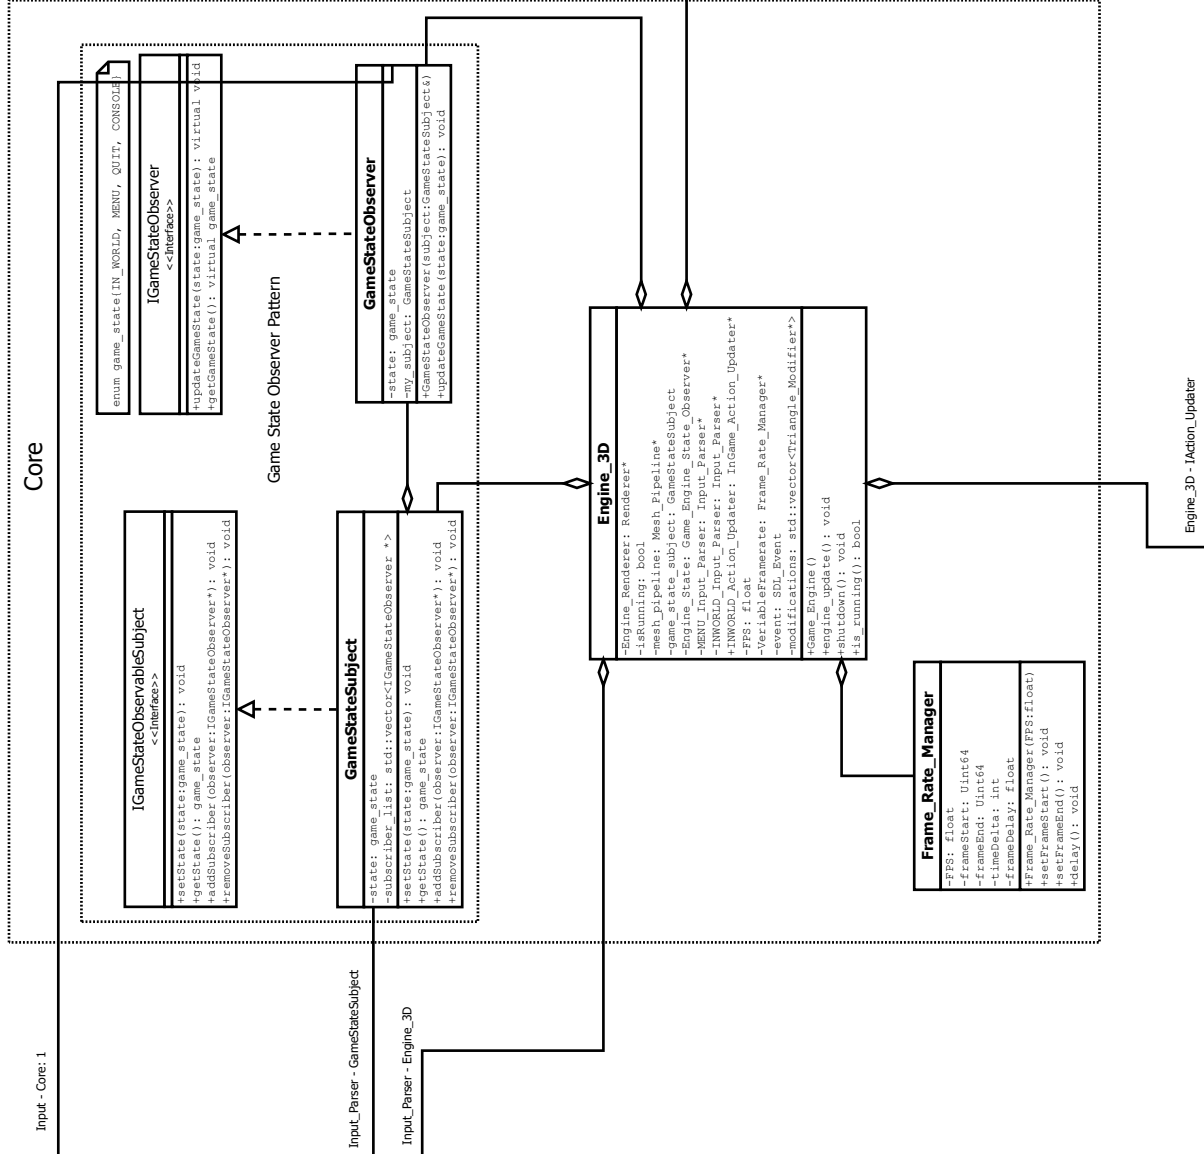 Core
enum game_state{IN_WORLD, MENU, QUIT, CONSOLE}
IGameStateObservableSubject
<<Interface>>
+setState(state:game_state): void
+getState(): game_state
+addSubscriber(observer:IGameStateObserver*): void
+removeSubscriber(observer:IGameStateObserver*): void
IGameStateObserver
<<Interface>>
+updateGameState(state:game_state): virtual void
+getGameState(): virtual game_state
Game State Observer Pattern
GameStateSubject
-state: game_state
-subscriber_list: std::vector<IGameStateObserver *>
+setState(state:game_state): void
+getState(): game_state
+addSubscriber(observer:IGameStateObserver*): void
+removeSubscriber(observer:IGameStateObserver*): void
GameStateObserver
-state: game_state
-my_subject: GameStateSubject
+GameStateObserver(subject:GameStateSubject&)
+updateGameState(state:game_state): void
Engine_3D
-Engine_Renderer: Renderer*
-isRunning: bool
-mesh_pipeline: Mesh_Pipeline*
-game_state_subject: GameStateSubject
-Engine_State: Game_Engine_State_Observer*
-MENU_Input_Parser: Input_Parser*
-INWORLD_Input_Parser: Input_Parser*
+INWORLD_Action_Updater: InGame_Action_Updater*
-FPS: float
-VeriableFramerate: Frame_Rate_Manager*
-event: SDL_Event
-modifications: std::vector<Triangle_Modifier*>
+Game_Engine()
+engine_update(): void
+shutdown(): void
+is_running(): bool
Frame_Rate_Manager
-FPS: float
-frameStart: Uint64
-frameEnd: Uint64
-timeDelta: int
-frameDelay: float
+Frame_Rate_Manager(FPS:float)
+setFrameStart(): void
+setFrameEnd(): void
+delay(): void
Input - Core: 1
Input_Parser - GameStateSubject
Input_Parser - Engine_3D
Engine_3D - IAction_Updater